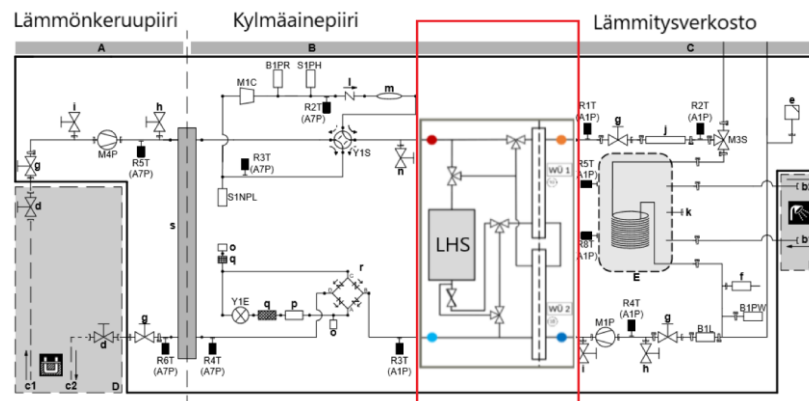 Lämmönkeruupiiri
Kylmäainepiiri
Lämmitysverkosto
A
B
C
B1PR
S1PH
M1C
l
m
R2T
(A7P)
i
h
M4P
R5T
(A7P)
g
d
R3T
(A7P)
Y1S
n
S1NPL
s
o
q
Y1E
q
p
o
r
C
A
B
g
d
c1
c2
D
R6T
(A7P)
R4T
(A7P)
R3T
(A1P)
LHS
WÜ 1
WÜ 2
R1T
(A1P)
g
j
R2T
(A1P)
M3S
e
R5T
(A1P)
R8T
(A1P)
k
E
b
b
f
B1PW
M1P
R4T
(A1P)
g
B1L
i
h